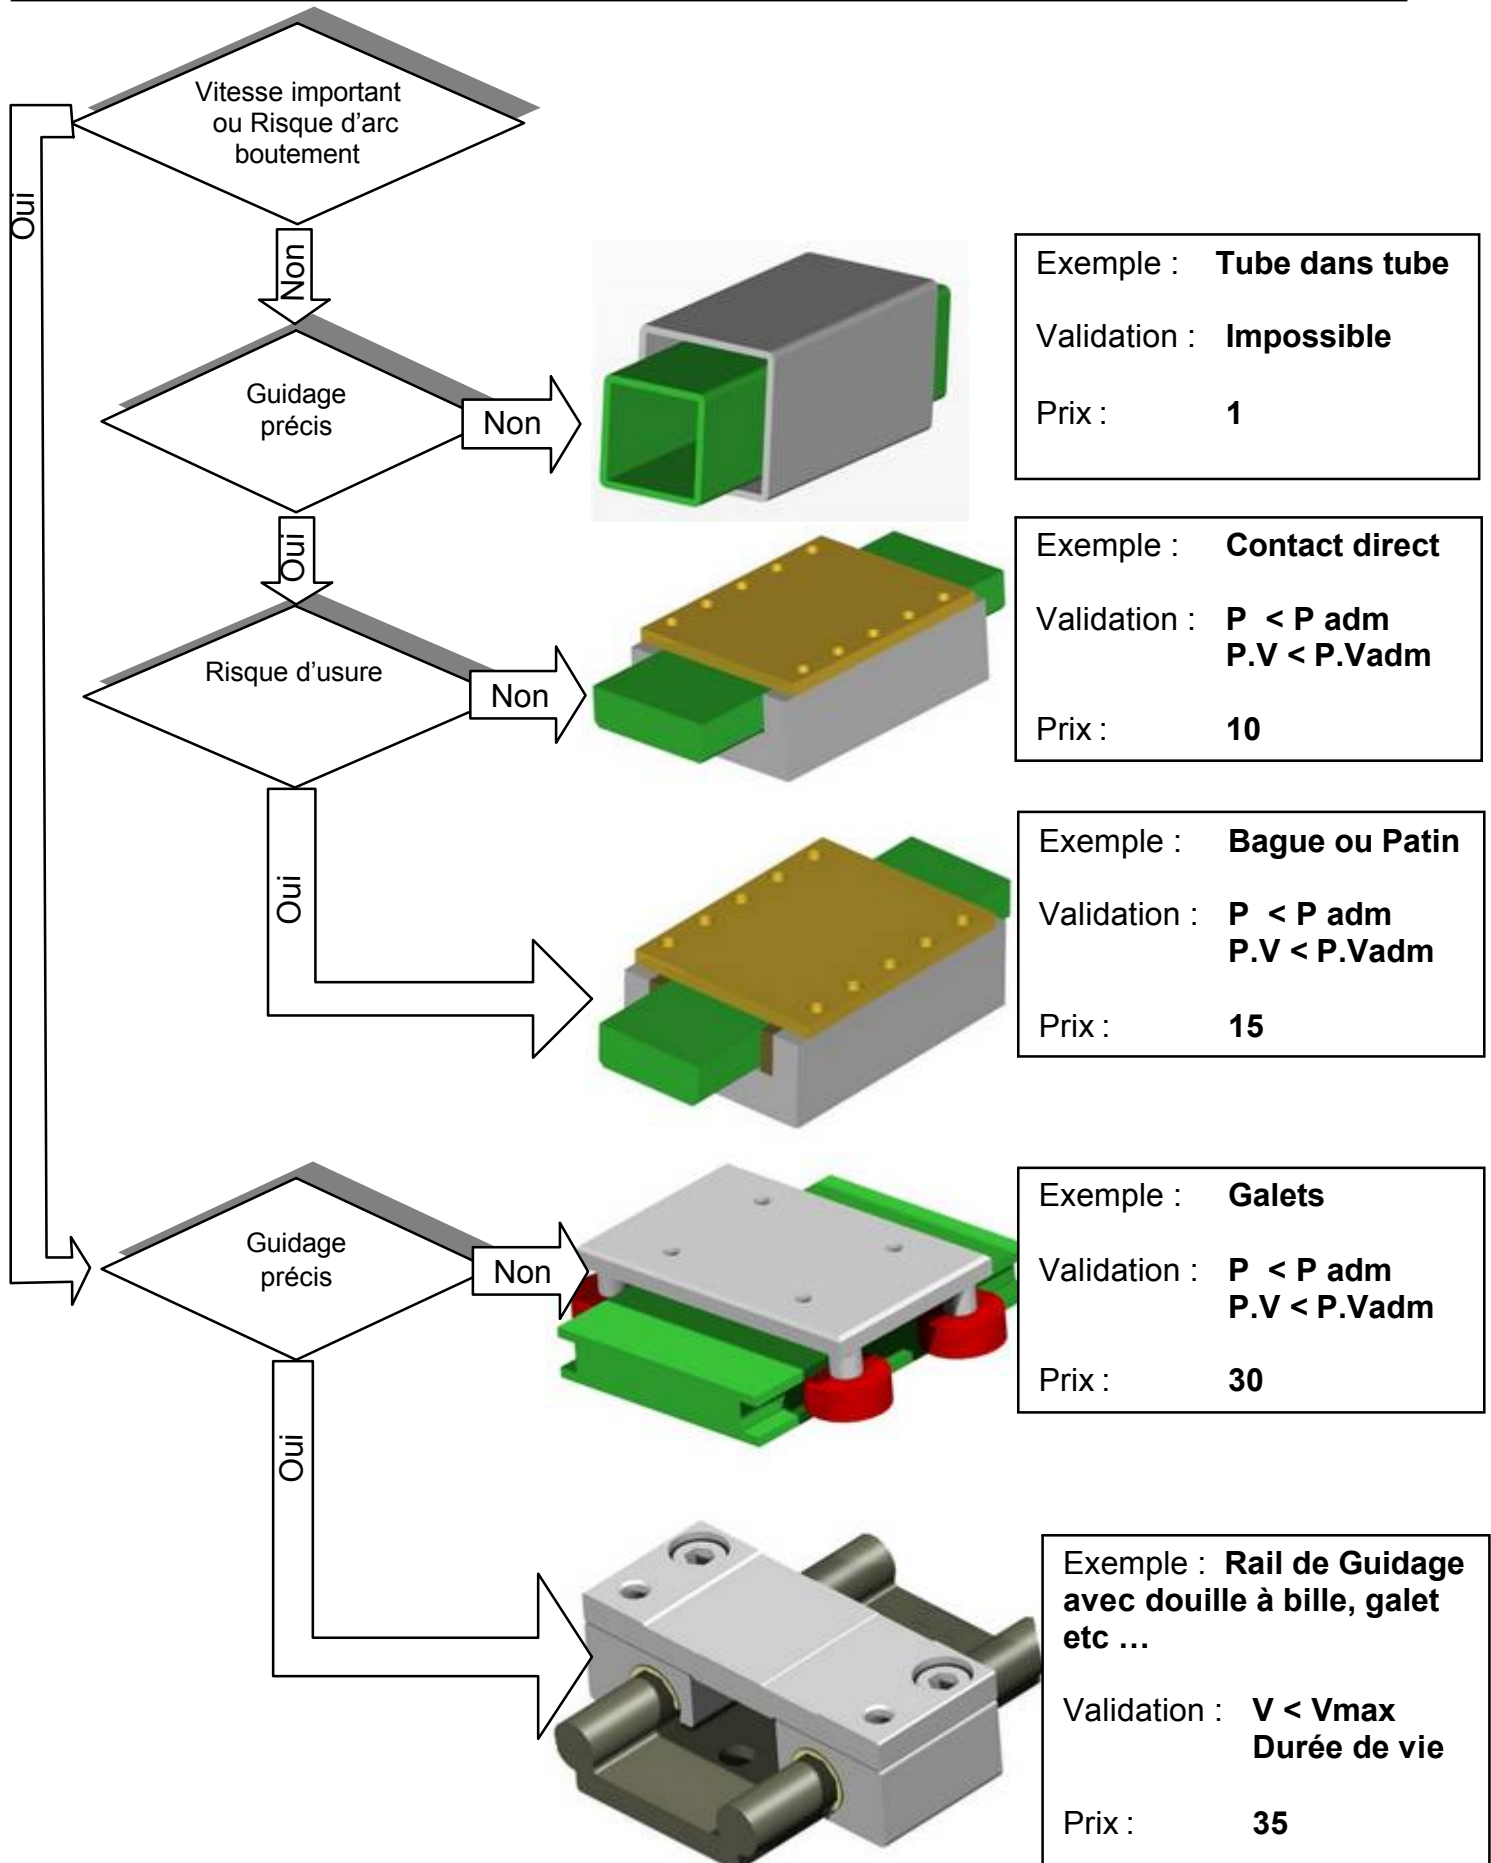 Vitesse important
ou Risque d'arc
boutement
Oui
Non
Guidage
précis
Non
Exemple : Tube dans tube
Validation : Impossible
Prix : 1
Oui
Risque d'usure
Non
Exemple : Contact direct
Validation : P < P adm
P.V < P.Vadm
Prix : 10
Oui
Exemple : Bague ou Patin
Validation : P < P adm
P.V < P.Vadm
Prix : 15
Guidage
précis
Non
Exemple : Galets
Validation : P < P adm
P.V < P.Vadm
Prix : 30
Oui
Exemple : Rail de Guidage
avec douille à bille, galet
etc …
Validation : V < Vmax
Durée de vie
Prix : 35